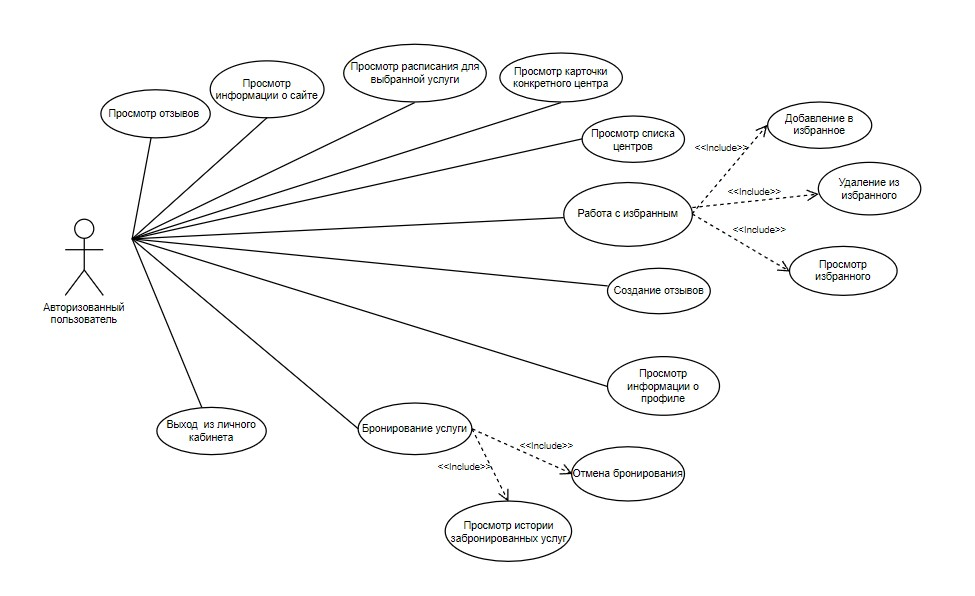 Просмотр отзывов
Просмотр
информации о сайте
Просмотр расписания для
выбранной услуги
Просмотр карточки
конкретного центра
Просмотр списка
центров
Работа с избранным
<<Include>>
Добавление в
избранное
<<Include>>
Удаление из
избранного
<<Include>>
Просмотр
избранного
Авторизованный
пользователь
Создание отзывов
Просмотр
информации о
профиле
Выход из личного
кабинета
Бронирование услуги
<<Include>>
<<Include>>
Отмена бронирования
Просмотр истории
забронированных услуг